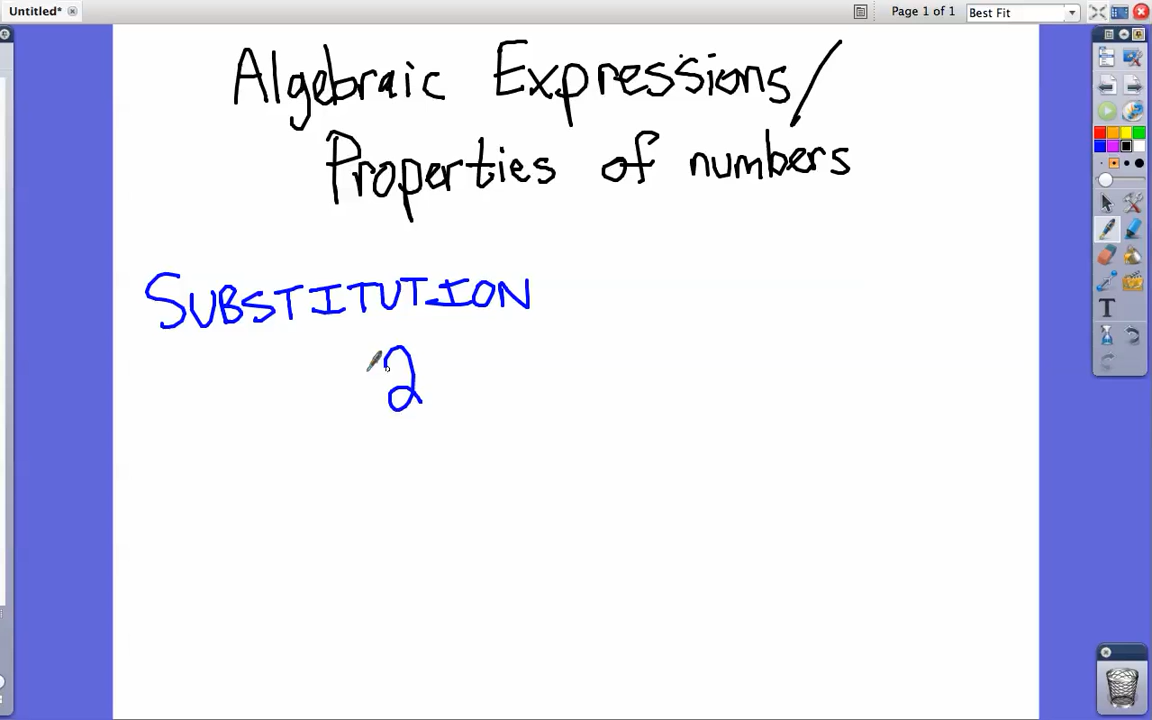 Untitled*
Page 1 of 1
Best Fit
Algebraic Expressions/
Properties of numbers
SUBSTITUTION
2
T